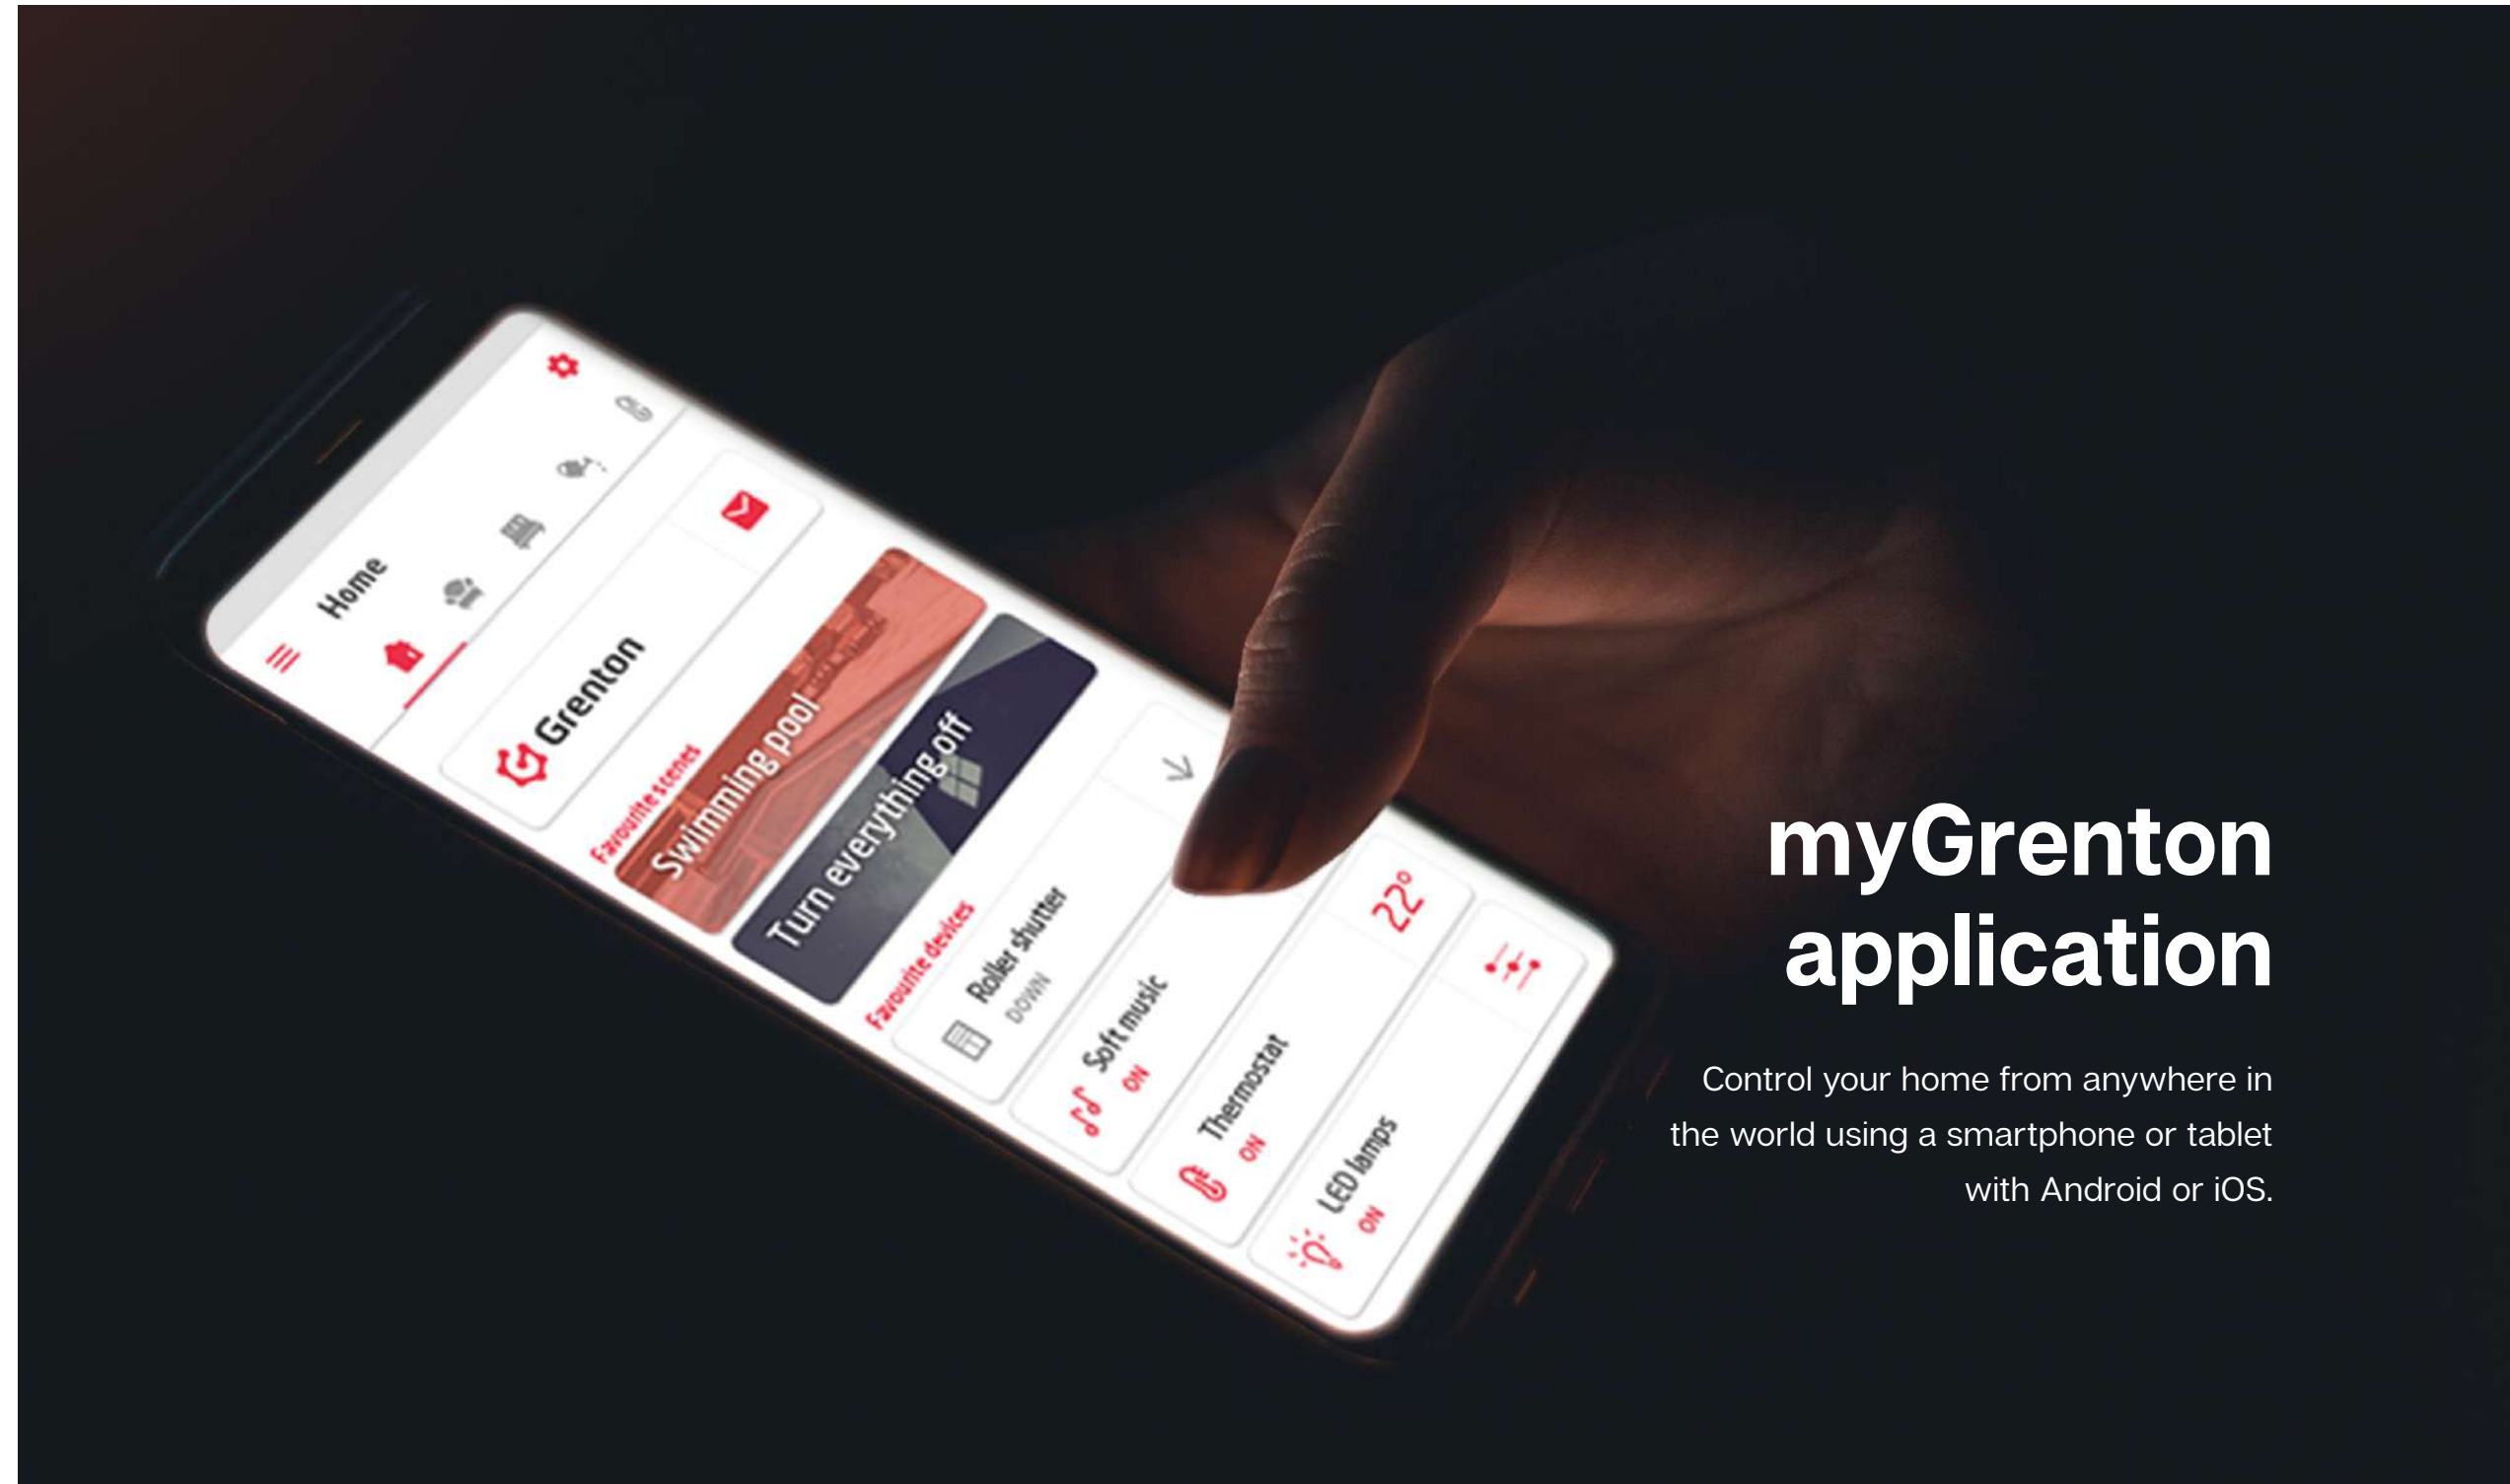 Home
Grenton
Favourite scenes
Swimming pool
Turn everything off
Favourite devices
Roller shutter
DOWN
Soft music
ON
Thermostat
ON
22°
LED lamps
ON
myGrenton
application
Control your home from anywhere in
the world using a smartphone or tablet
with Android or iOS.